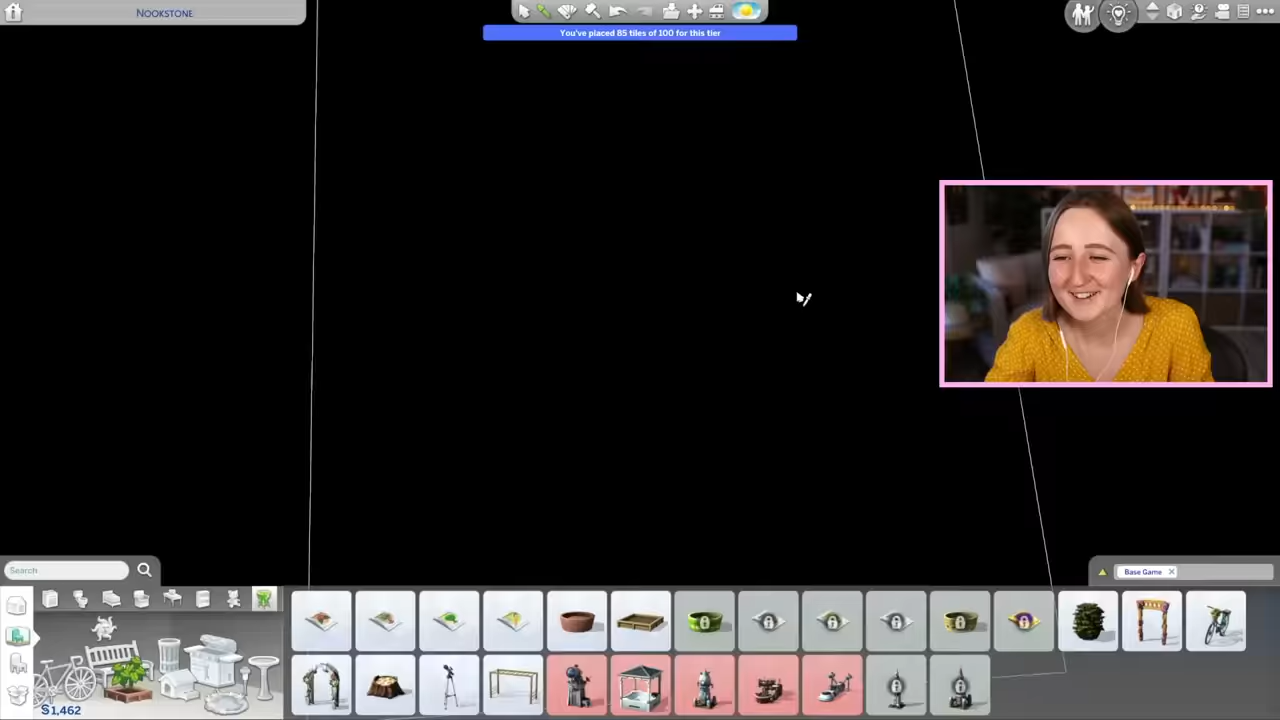 NOOKSTONE
You've placed 85 tiles of 100 for this tier
Search
Base Game
$1,462